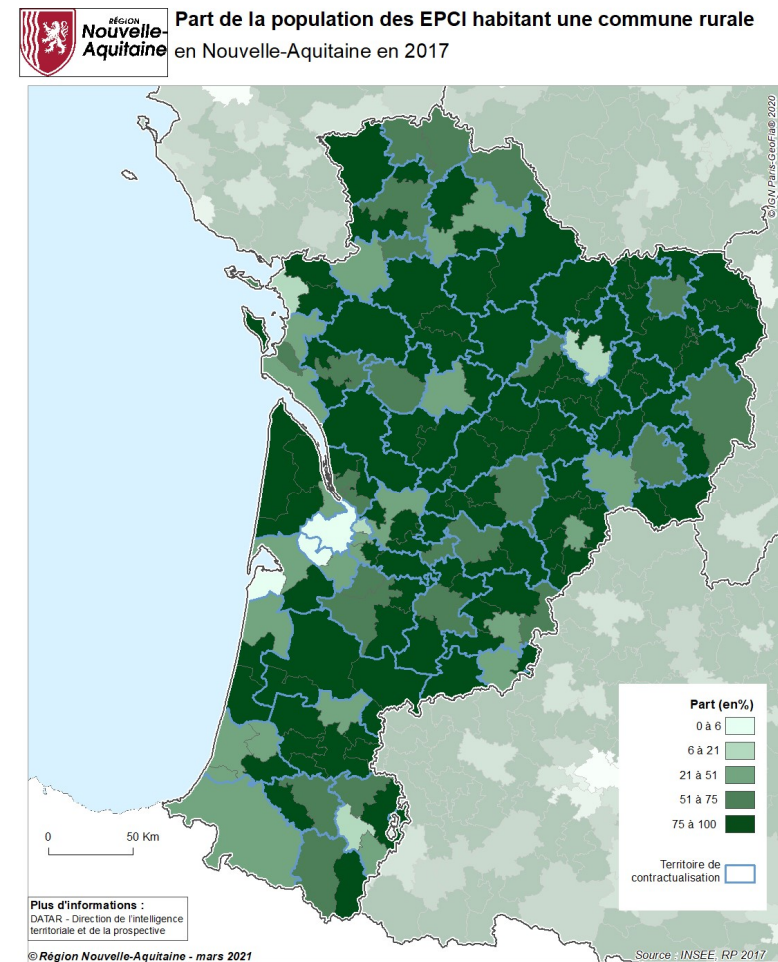 RÉGION
Nouvelle-
Aquitaine
Part de la population des EPCI habitant une commune rurale
en Nouvelle-Aquitaine en 2017
© IGN Paris-GeoFla® 2020
Part (en%)
0 à 6
6 à 21
21 à 51
51 à 75
75 à 100
Territoire de
contractualisation
0 50 Km
Plus d'informations :
DATAR - Direction de l'intelligence
territoriale et de la prospective
© Région Nouvelle-Aquitaine - mars 2021
Source : INSEE, RP 2017